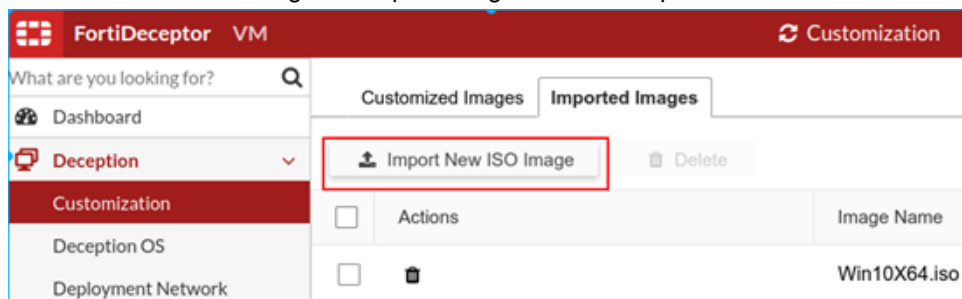 FortiDeceptor VM
Customization
What are you looking for?
Customized Images Imported Images
Dashboard
Deception
Import New ISO Image Delete
Customization
Actions Image Name
Deception OS
Win10X64.iso
Deployment Network